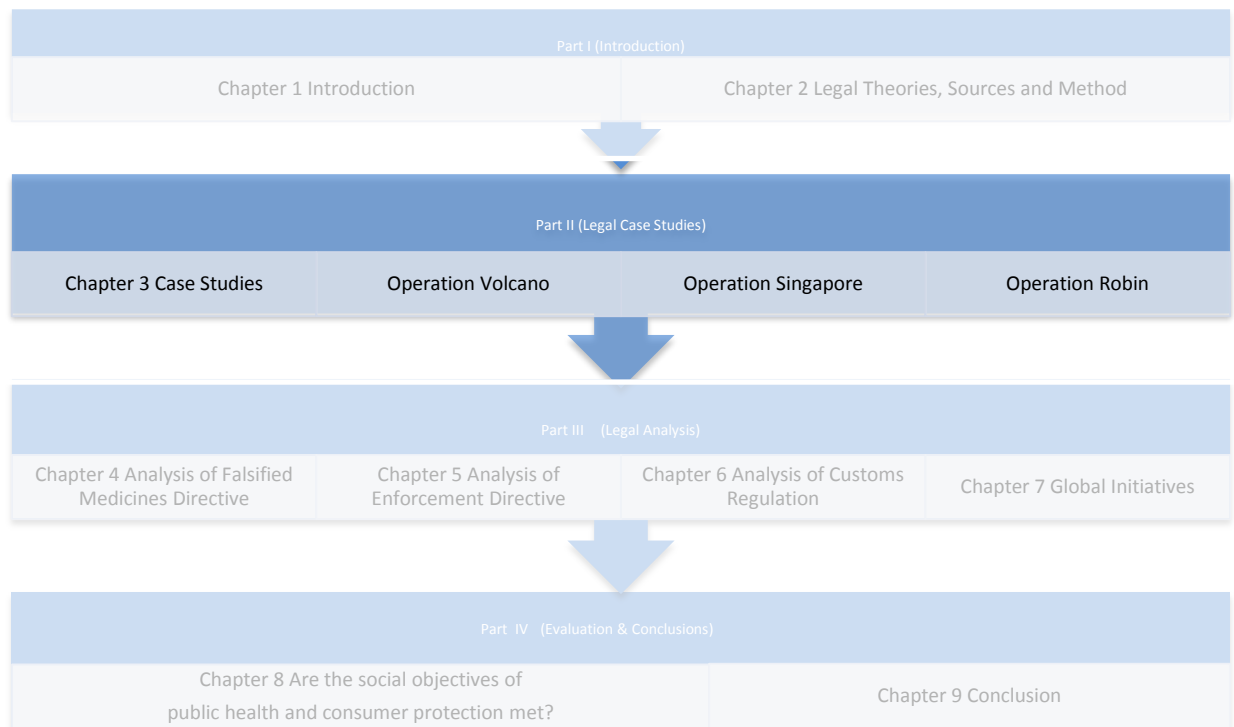 Part I (Introduction)
Chapter 1 Introduction
Chapter 2 Legal Theories, Sources and Method
Part II (Legal Case Studies)
Chapter 3 Case Studies
Operation Volcano
Operation Singapore
Operation Robin
Part III (Legal Analysis)
Chapter 4 Analysis of Falsified
Medicines Directive
Chapter 5 Analysis of
Enforcement Directive
Chapter 6 Analysis of Customs
Regulation
Chapter 7 Global Initiatives
Part IV (Evaluation & Conclusions)
Chapter 8 Are the social objectives of
public health and consumer protection met?
Chapter 9 Conclusion